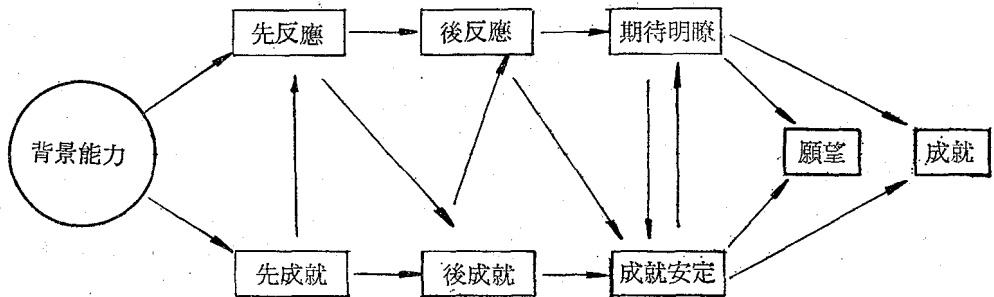 先反應
後反應
期待明瞭
背景能力
願望
成就
先成就
後成就
成就安定